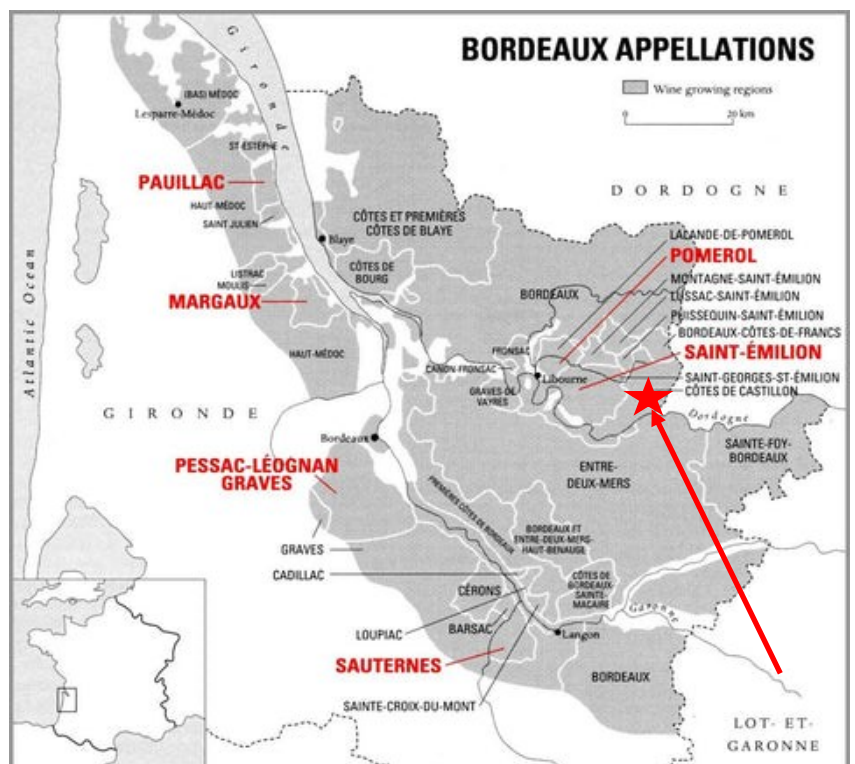 BORDEAUX APPELLATIONS
Wine growing regions
0 20 km
Gironde
(BAS) MÉDOC
Lesparre-Médoc
ST-ESTÈPHE
PAUILLAC
HAUT-MÉDOC
SAINT JULIEN
DORDOGNE
CÔTES ET PREMIÈRES
CÔTES DE BLAYE
Blaye
LALANDE-DE-POMEROL
POMEROL
CÔTES DE
BOURG
LISTRAC
MOULIS
MARGAUX
BORDEAUX
MONTAGNE-SAINT-ÉMILION
LUSSAC-SAINT-ÉMILION
PUISSEQUIN-SAINT-ÉMILION
BORDEAUX-CÔTES-DE-FRANCS
Atlantic Ocean
HAUT-MÉDOC
FRONSAC
SAINT-ÉMILION
CANON-FRONSAC
Libourne
SAINT-GEORGES-ST-ÉMILION
GRAVES-DE
VAYRES
CÔTES DE CASTILLON
GIRONDE
Dordogne
Bordeaux
SAINTE-FOY-
BORDEAUX
PESSAC-LÉOGNAN
GRAVES
ENTRE-
DEUX-MERS
PREMIÈRES CÔTES DE BORDEAUX
BORDEAUX ET
ENTRE-DEUX-MERS-
HAUT-BENAUGE
GRAVES
CADILLAC
CÔTES DE
BORDEAUX-
SAINTE-
MACAIRE
CÉRONS
Garonne
LOUPIAC
BARSAC
Langon
SAUTERNES
BORDEAUX
SAINTE-CROIX-DU-MONT
LOT-ET-
GARONNE